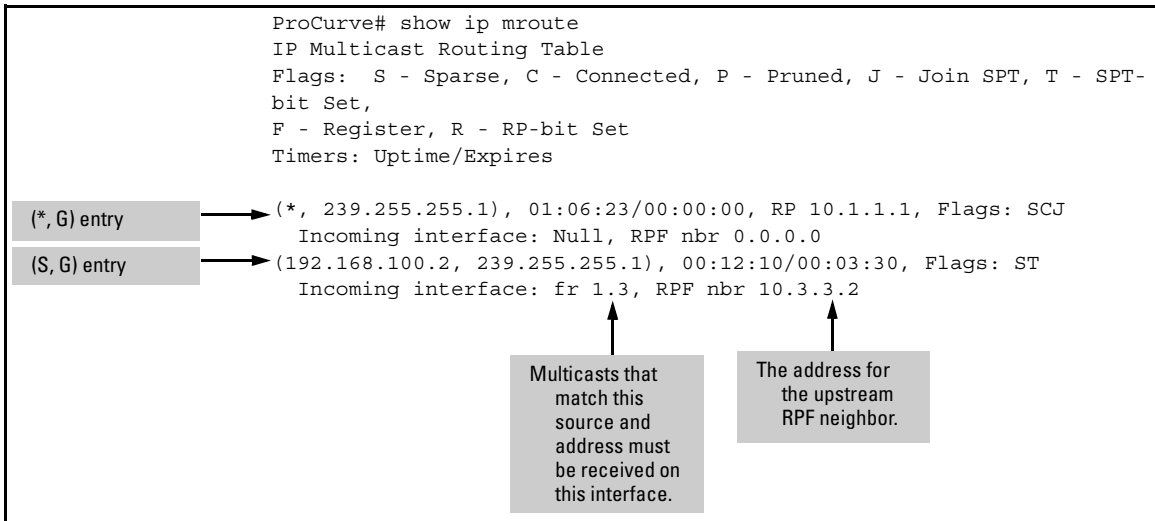 ProCurve# show ip mroute
IP Multicast Routing Table
Flags:  S - Sparse, C - Connected, P - Pruned, J - Join SPT, T - SPT-
bit Set,
F - Register, R - RP-bit Set
Timers: Uptime/Expires
(*, G) entry
(*, 239.255.255.1), 01:06:23/00:00:00, RP 10.1.1.1, Flags: SCJ
Incoming interface: Null, RPF nbr 0.0.0.0
(S, G) entry
(192.168.100.2, 239.255.255.1), 00:12:10/00:03:30, Flags: ST
Incoming interface: fr 1.3, RPF nbr 10.3.3.2
Multicasts that
match this
source and
address must
be received on
this interface.
The address for
the upstream
RPF neighbor.